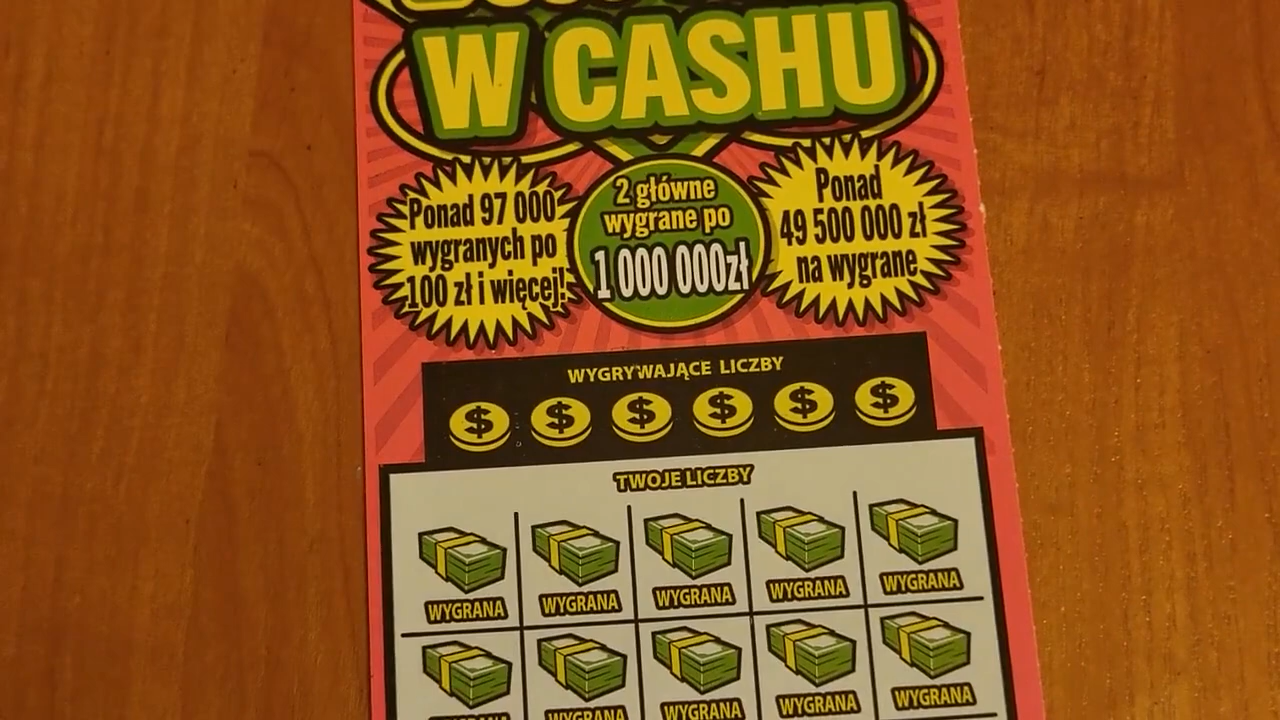 W CASHU
Ponad 97 000
wygranych po
100 zł i więcej!
2 główne
wygrane po
1 000 000zł
Ponad
49 500 000 zł
na wygrane
WYGRYWAJĄCE LICZBY
$ $ $ $ $ $
TWOJE LICZBY
WYGRANA WYGRANA WYGRANA WYGRANA WYGRANA
WYGRANA WYGRANA WYGRANA WYGRANA WYGRANA